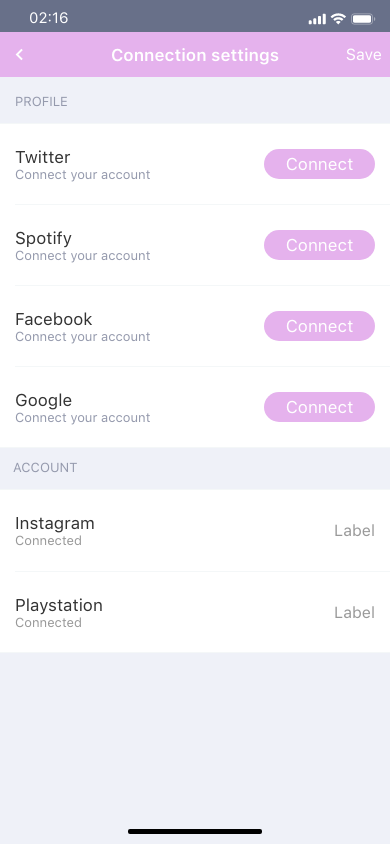 02:16
Connection settings
Save
PROFILE
Twitter
Connect your account
Connect
Spotify
Connect your account
Connect
Facebook
Connect your account
Connect
Google
Connect your account
Connect
ACCOUNT
Instagram
Connected
Label
Playstation
Connected
Label